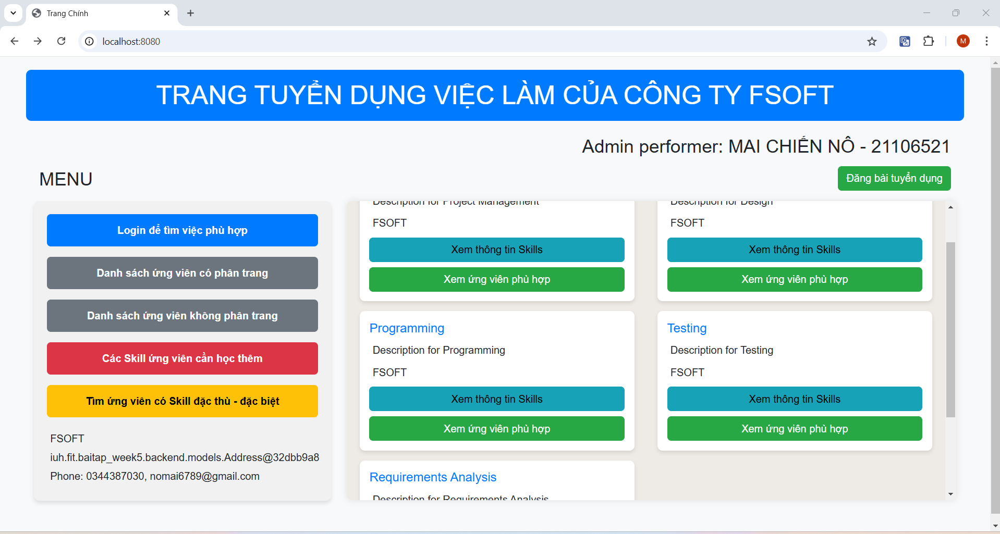 Trang Chính
localhost:8080
M
TRANG TUYỂN DỤNG VIỆC LÀM CỦA CÔNG TY FSOFT
Admin performer: MAI CHIẾN NÔ - 21106521
MENU
Đăng bài tuyển dụng
Login để tìm việc phù hợp
Danh sách ứng viên có phân trang
Danh sách ứng viên không phân trang
Các Skill ứng viên cần học thêm
Tìm ứng viên có Skill đặc thù - đặc biệt
FSOFT
iuh.fit.baitap_week5.backend.models.Address@32dbb9a8
Phone: 0344387030, nomai6789@gmail.com
Description for Project Management
FSOFT
Xem thông tin Skills
Xem ứng viên phù hợp
Description for Design
FSOFT
Xem thông tin Skills
Xem ứng viên phù hợp
Programming
Description for Programming
FSOFT
Xem thông tin Skills
Xem ứng viên phù hợp
Testing
Description for Testing
FSOFT
Xem thông tin Skills
Xem ứng viên phù hợp
Requirements Analysis
Description for Requirements Analysis